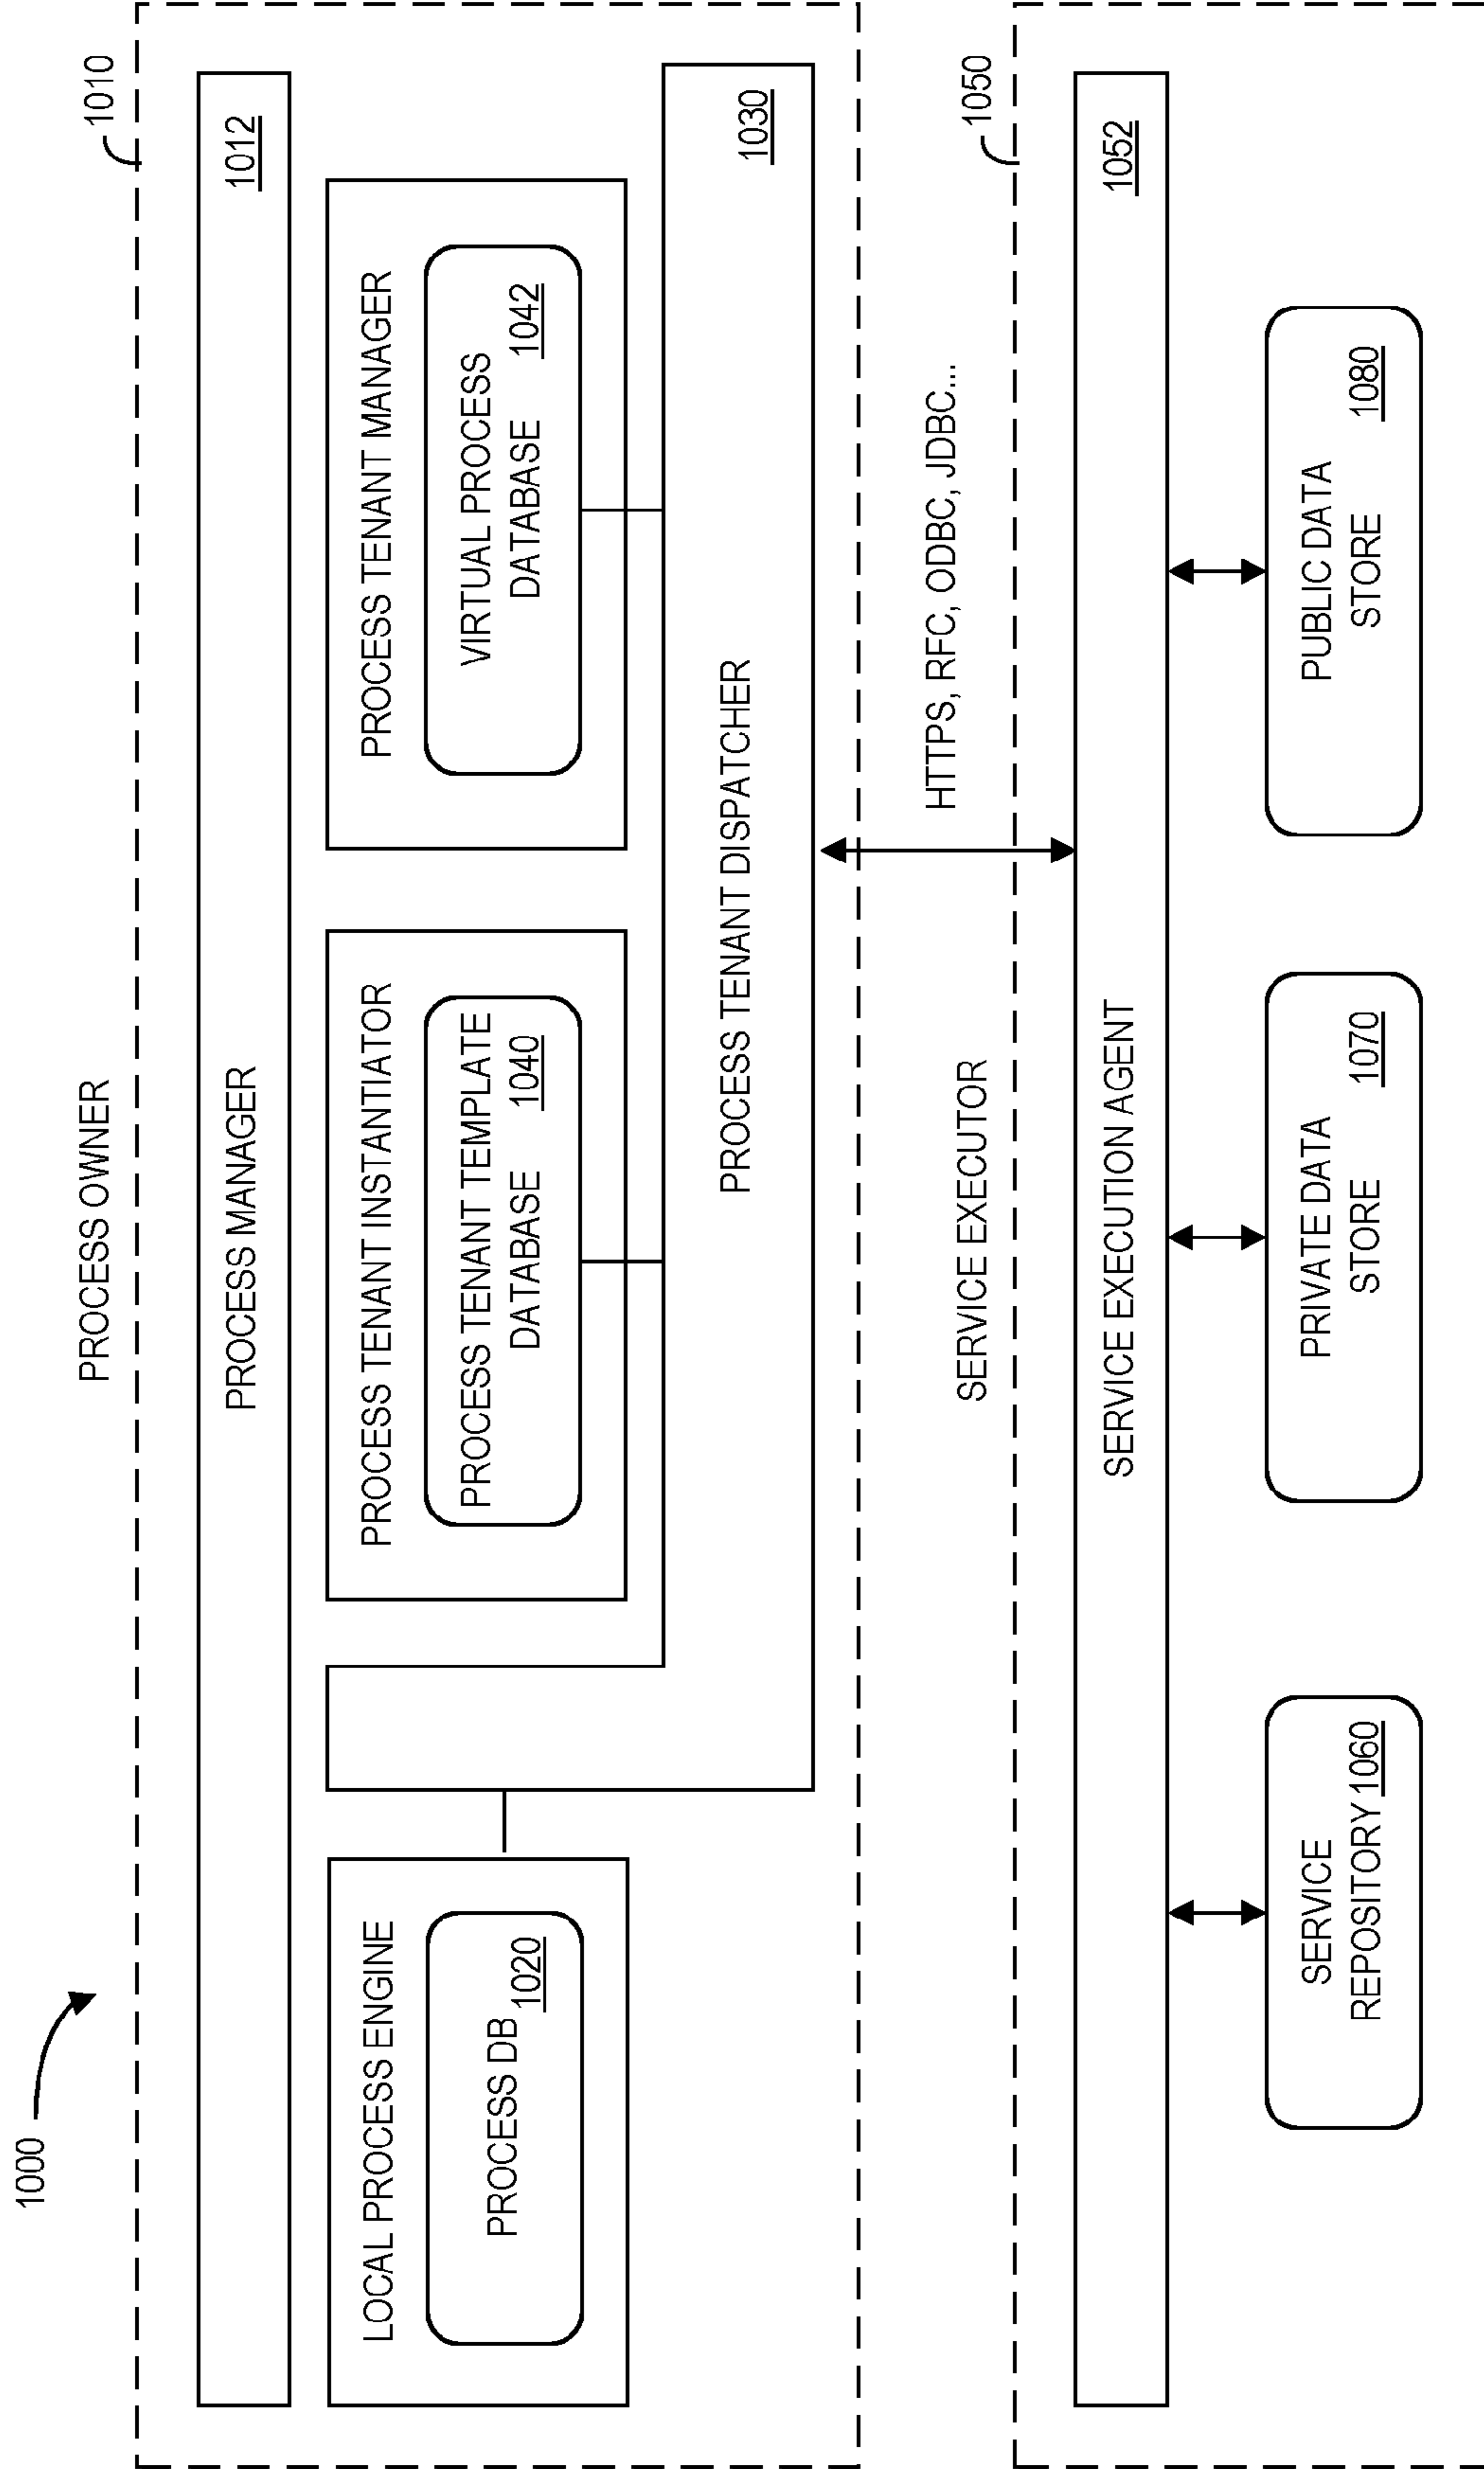 1000
PROCESS OWNER
1010
PROCESS MANAGER
1012
LOCAL PROCESS ENGINE
PROCESS DB
1020
PROCESS TENANT INSTANTIATOR
PROCESS TENANT TEMPLATE
DATABASE
1040
PROCESS TENANT MANAGER
VIRTUAL PROCESS
DATABASE
1042
PROCESS TENANT DISPATCHER
1030
HTTPS, RFC, ODBC, JDBC...
SERVICE EXECUTOR
1050
SERVICE EXECUTION AGENT
1052
SERVICE
REPOSITORY 1060
PRIVATE DATA
STORE
1070
PUBLIC DATA
STORE
1080